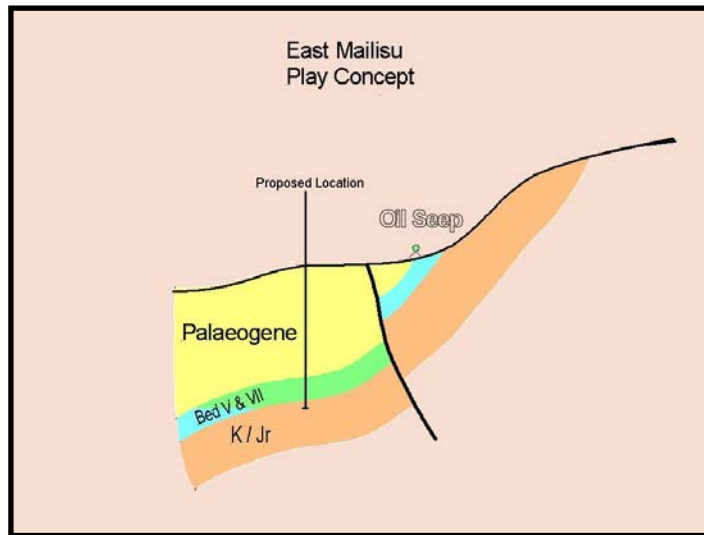 East Mailisu
Play Concept
Proposed Location
Oil Seep
Palaeogene
Bed V & VII
K / Jr